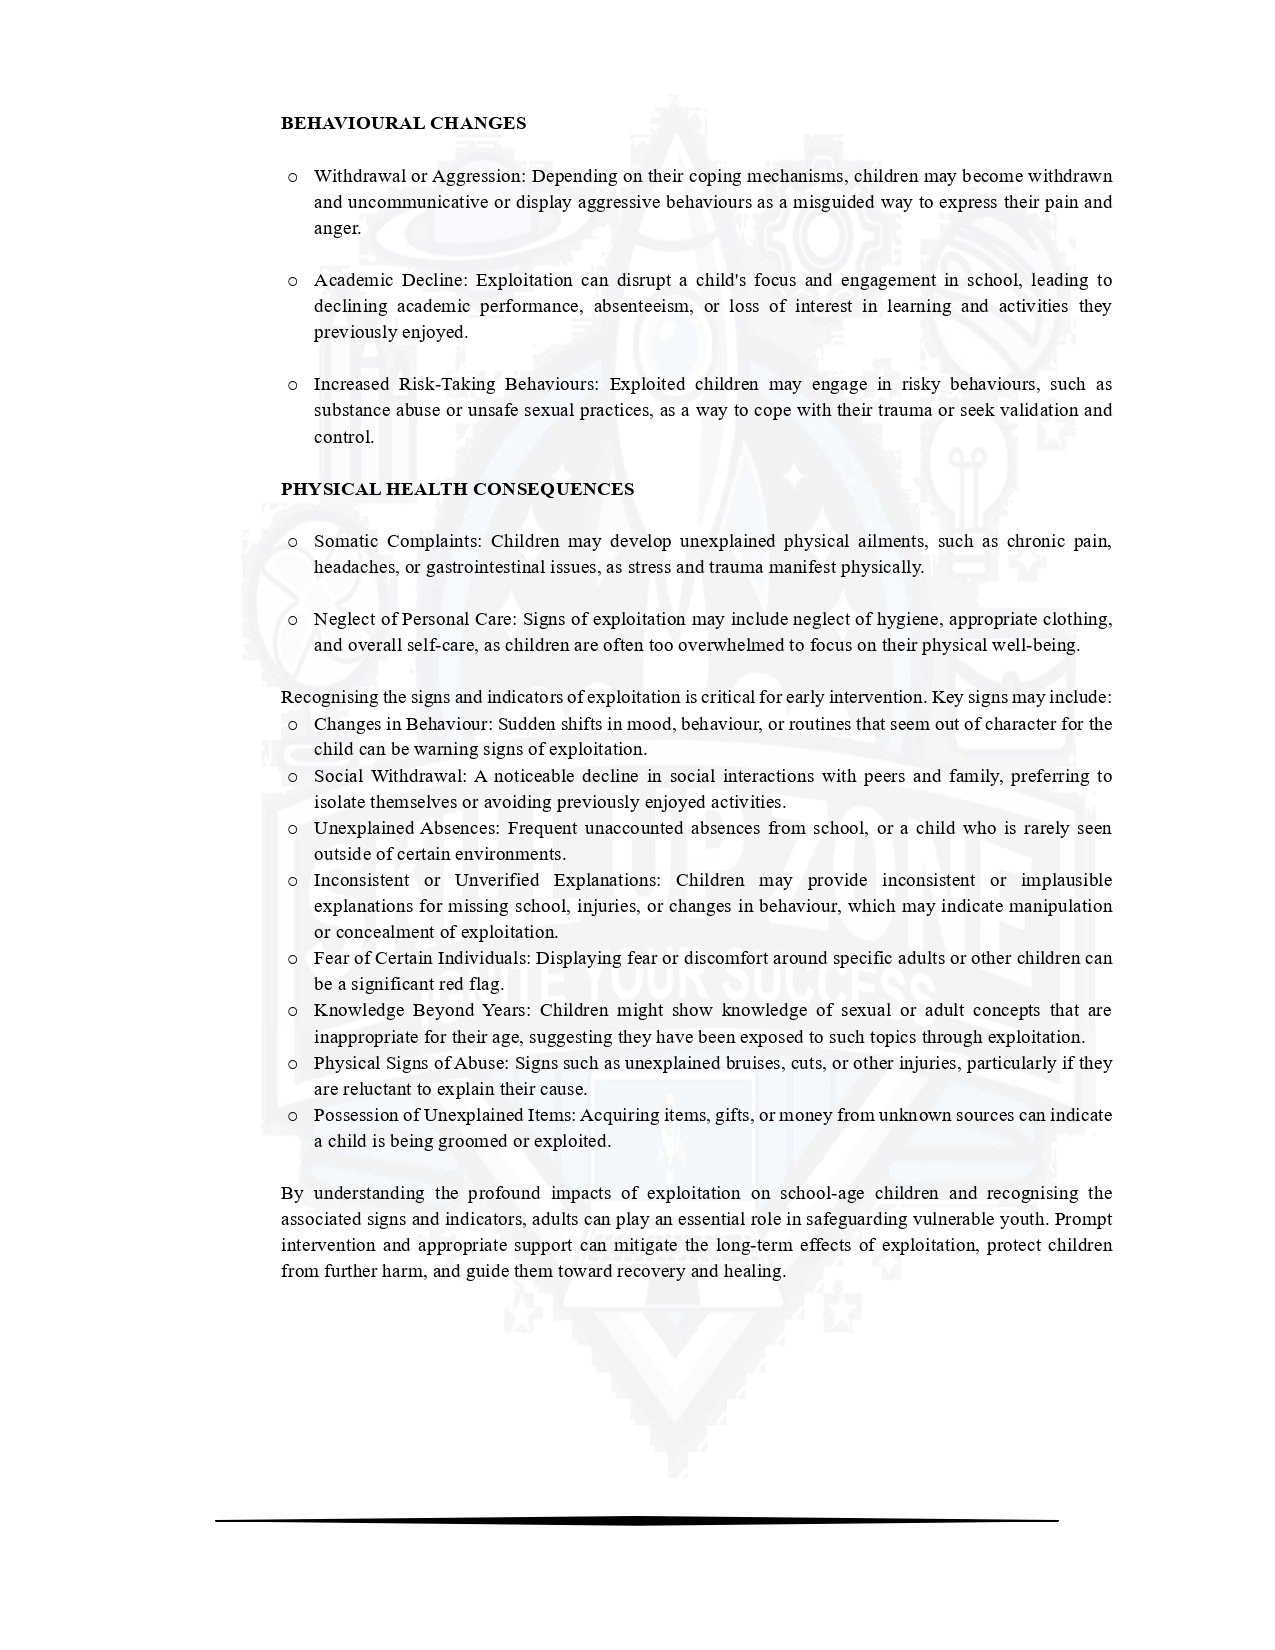 BEHAVIOURAL CHANGES
o Withdrawal or Aggression: Depending on their coping mechanisms, children may become withdrawn
and uncommunicative or display aggressive behaviours as a misguided way to express their pain and
anger.
o Academic Decline: Exploitation can disrupt a child's focus and engagement in school, leading to
declining academic performance, absenteeism, or loss of interest in learning and activities they
previously enjoyed.
o Increased Risk-Taking Behaviours: Exploited children may engage in risky behaviours, such as
substance abuse or unsafe sexual practices, as a way to cope with their trauma or seek validation and
control.
PHYSICAL HEALTH CONSEQUENCES
o Somatic Complaints: Children may develop unexplained physical ailments, such as chronic pain,
headaches, or gastrointestinal issues, as stress and trauma manifest physically.
o Neglect of Personal Care: Signs of exploitation may include neglect of hygiene, appropriate clothing,
and overall self-care, as children are often too overwhelmed to focus on their physical well-being.
Recognising the signs and indicators of exploitation is critical for early intervention. Key signs may include:
o Changes in Behaviour: Sudden shifts in mood, behaviour, or routines that seem out of character for the
child can be warning signs of exploitation.
o Social Withdrawal: A noticeable decline in social interactions with peers and family, preferring to
isolate themselves or avoiding previously enjoyed activities.
o Unexplained Absences: Frequent unaccounted absences from school, or a child who is rarely seen
outside of certain environments.
o Inconsistent or Unverified Explanations: Children may provide inconsistent or implausible
explanations for missing school, injuries, or changes in behaviour, which may indicate manipulation
or concealment of exploitation.
o Fear of Certain Individuals: Displaying fear or discomfort around specific adults or other children can
be a significant red flag.
o Knowledge Beyond Years: Children might show knowledge of sexual or adult concepts that are
inappropriate for their age, suggesting they have been exposed to such topics through exploitation.
o Physical Signs of Abuse: Signs such as unexplained bruises, cuts, or other injuries, particularly if they
are reluctant to explain their cause.
o Possession of Unexplained Items: Acquiring items, gifts, or money from unknown sources can indicate
a child is being groomed or exploited.
By understanding the profound impacts of exploitation on school-age children and recognising the
associated signs and indicators, adults can play an essential role in safeguarding vulnerable youth. Prompt
intervention and appropriate support can mitigate the long-term effects of exploitation, protect children
from further harm, and guide them toward recovery and healing.
SKILL UP ZONE
IGNITE YOUR SUCCESS